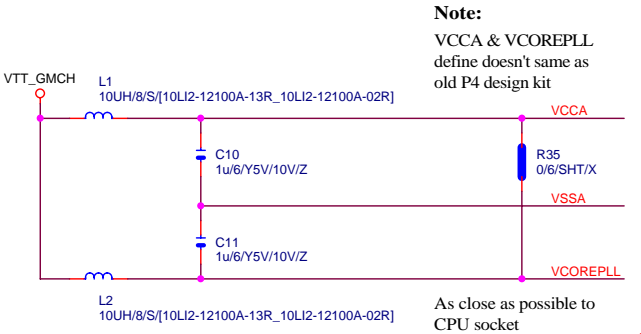 Note:
VCCA & VCOREPLL
define doesn't same as
old P4 design kit
VTT_GMCH
L1
10UH/8/S/[10LI2-12100A-13R_10LI2-12100A-02R]
VCCA
C10
1u/6/Y5V/10V/Z
R35
0/6/SHT/X
VSSA
C11
1u/6/Y5V/10V/Z
VCOREPLL
L2
10UH/8/S/[10LI2-12100A-13R_10LI2-12100A-02R]
As close as possible to
CPU socket